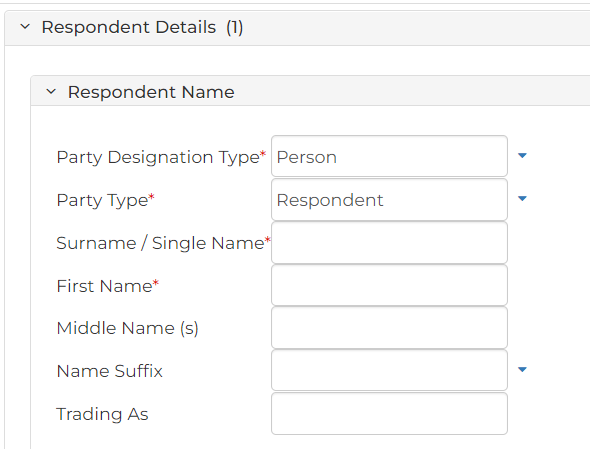 Respondent Details (1)
Respondent Name
Party Designation Type* Person
Party Type* Respondent
Surname / Single Name*
First Name*
Middle Name (s)
Name Suffix
Trading As